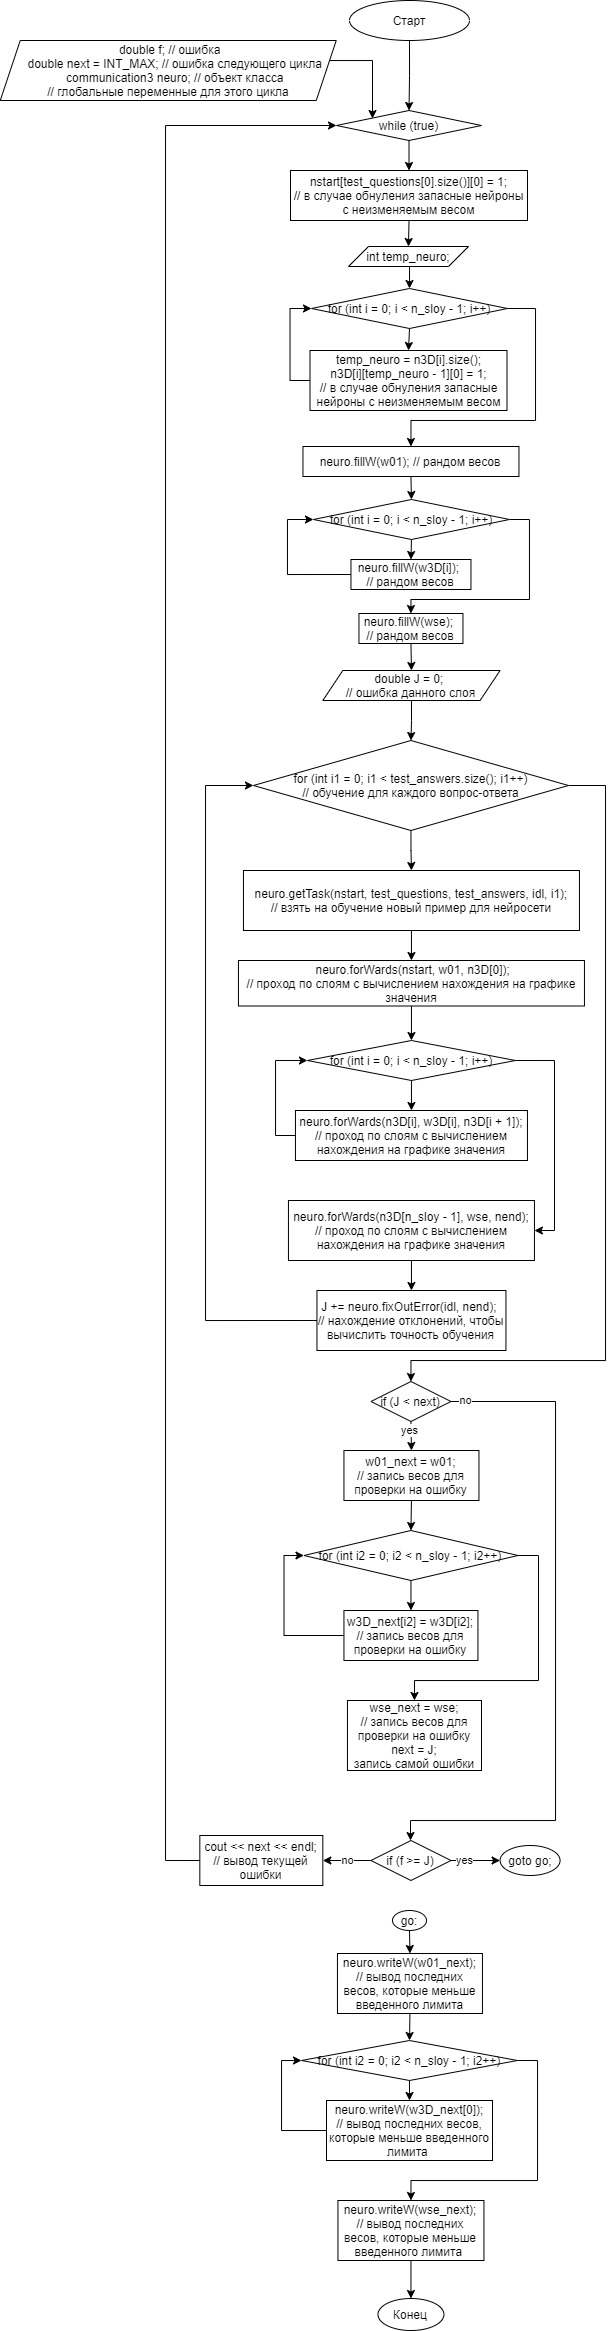 Старт
double f; // ошибка
double next = INT_MAX; // ошибка следующего цикла
communication3 neuro; // объект класса
// глобальные переменные для этого цикла
while (true)
nstart[test_questions[0].size()][0] = 1;
// в случае обнуления запасные нейроны
с неизменяемым весом
int temp_neuro;
for (int i = 0; i < n_sloy - 1; i++)
temp_neuro = n3D[i].size();
n3D[i][temp_neuro - 1][0] = 1;
// в случае обнуления запасные
нейроны с неизменяемым весом
neuro.fillW(w01); // рандом весов
for (int i = 0; i < n_sloy - 1; i++)
neuro.fillW(w3D[i]);
// рандом весов
neuro.fillW(wse);
// рандом весов
double J = 0;
// ошибка данного слоя
for (int i1 = 0; i1 < test_answers.size(); i1++)
// обучение для каждого вопрос-ответа
neuro.getTask(nstart, test_questions, test_answers, idl, i1);
// взять на обучение новый пример для нейросети
neuro.forWards(nstart, w01, n3D[0]);
// проход по слоям с вычислением нахождения на графике
значения
for (int i = 0; i < n_sloy - 1; i++)
neuro.forWards(n3D[i], w3D[i], n3D[i + 1]);
// проход по слоям с вычислением
нахождения на графике значения
neuro.forWards(n3D[n_sloy - 1], wse, nend);
// проход по слоям с вычислением
нахождения на графике значения
J += neuro.fixOutError(idl, nend);
// нахождение отклонений, чтобы
вычислить точность обучения
if (J < next)
no
yes
w01_next = w01;
// запись весов для
проверки на ошибку
for (int i2 = 0; i2 < n_sloy - 1; i2++)
w3D_next[i2] = w3D[i2];
// запись весов для
проверки на ошибку
wse_next = wse;
// запись весов для
проверки на ошибку
next = J;
запись самой ошибки
cout << next << endl;
// вывод текущей
ошибки
no
if (f >= J)
yes
goto go;
go:
neuro.writeW(w01_next);
// вывод последних
весов, которые меньше
введенного лимита
for (int i2 = 0; i2 < n_sloy - 1; i2++)
neuro.writeW(w3D_next[0]);
// вывод последних весов,
которые меньше введенного
лимита
neuro.writeW(wse_next);
// вывод последних
весов, которые меньше
введенного лимита
Конец